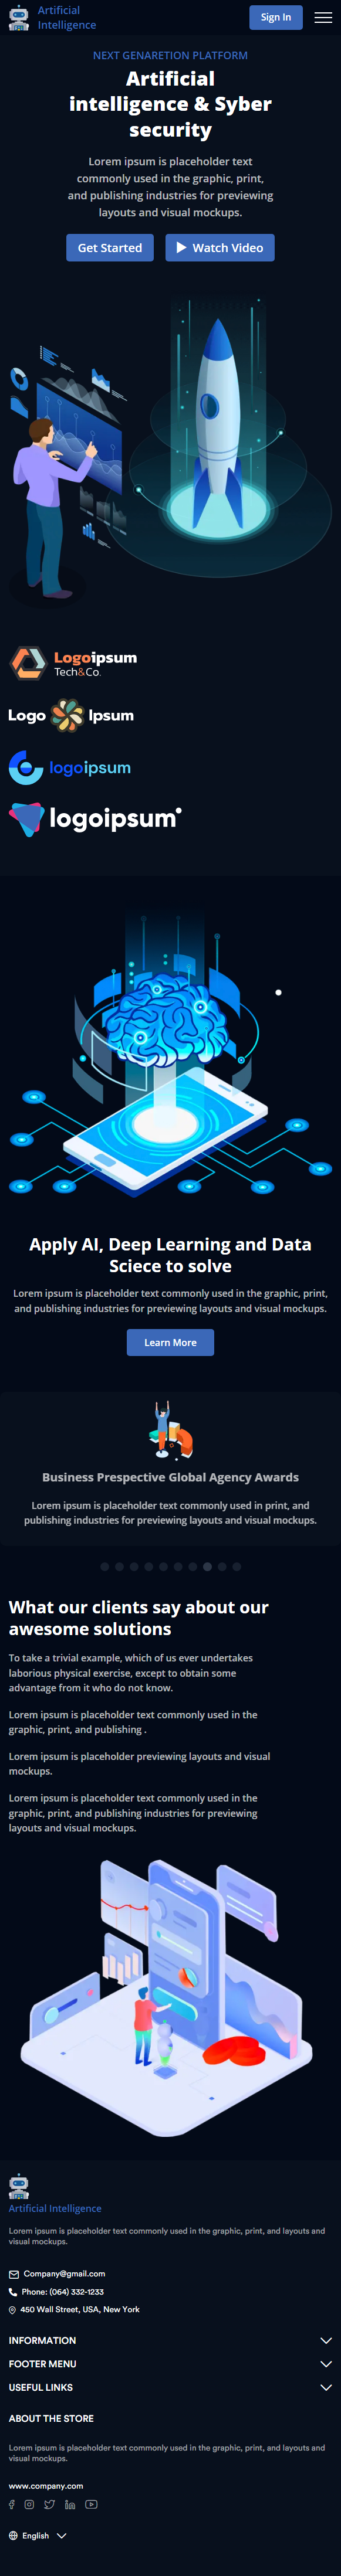 Artificial
Intelligence
Sign In
NEXT GENARETION PLATFORM
Artificial
intelligence & Syber
security
Lorem ipsum is placeholder text
commonly used in the graphic, print,
and publishing industries for previewing
layouts and visual mockups.
Get Started
Watch Video
Logoipsum
Tech&Co.
Logo Ipsum
logoipsum
logoipsum
Apply AI, Deep Learning and Data
Sciece to solve
Lorem ipsum is placeholder text commonly used in the graphic, print,
and publishing industries for previewing layouts and visual mockups.
Learn More
Business Prespective Global Agency Awards
Lorem ipsum is placeholder text commonly used in print, and
publishing industries for previewing layouts and visual mockups.
What our clients say about our
awesome solutions
To take a trivial example, which of us ever undertakes
laborious physical exercise, except to obtain some
advantage from it who do not know.
Lorem ipsum is placeholder text commonly used in the
graphic, print, and publishing .
Lorem ipsum is placeholder previewing layouts and visual
mockups.
Lorem ipsum is placeholder text commonly used in the
graphic, print, and publishing industries for previewing
layouts and visual mockups.
Artificial Intelligence
Lorem ipsum is placeholder text commonly used in the graphic, print, and layouts and
visual mockups.
Company@gmail.com
Phone: (064) 332-1233
450 Wall Street, USA, New York
INFORMATION
FOOTER MENU
USEFUL LINKS
ABOUT THE STORE
Lorem ipsum is placeholder text commonly used in the graphic, print, and layouts and
visual mockups.
www.company.com
English